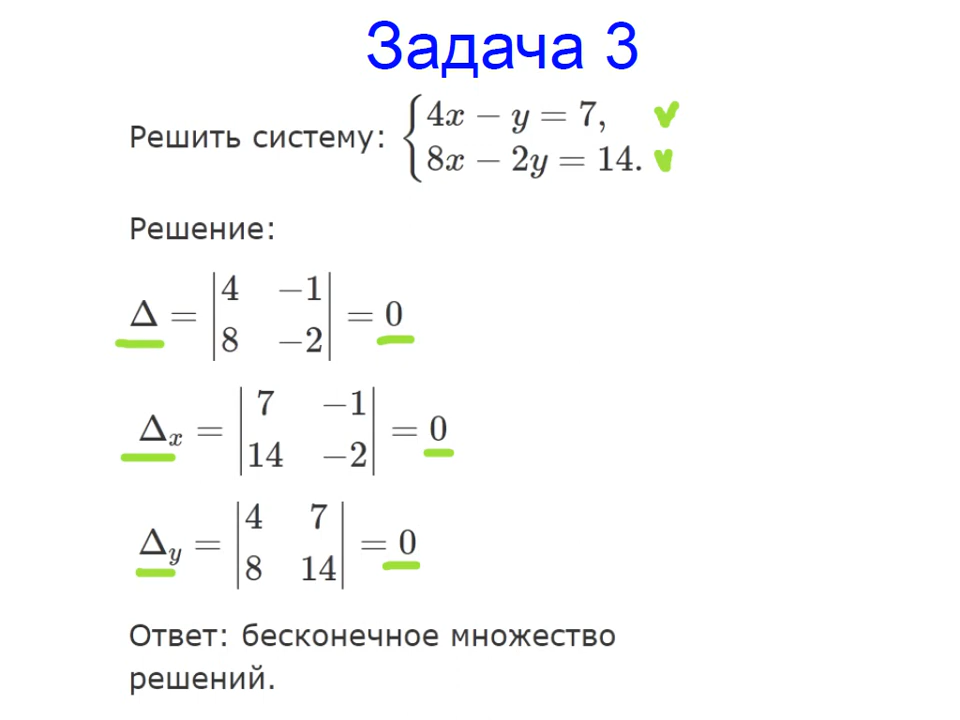 Задача 3
Решить систему: { 4x − y = 7,
8x − 2y = 14.
Решение:
Δ = |4 −1|
|8 −2| = 0
Δx = |7 −1|
|14 −2| = 0
Δy = |4 7|
|8 14| = 0
Ответ: бесконечное множество
решений.